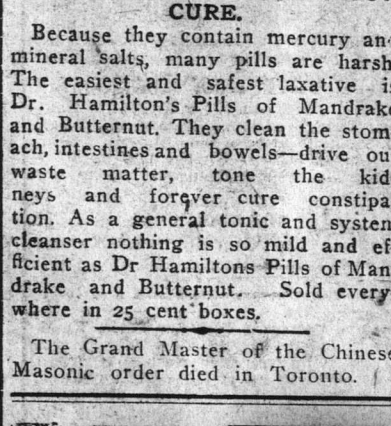 CURE.
Because they contain mercury an
mineral salts, many pills are harsh
The easiest and safest laxative i
Dr. Hamilton's Pills of Mandrake
and Butternut. They clean the stom
ach, intestines and bowels—drive ou
waste matter, tone the kid
neys and forever cure constipa
tion. As a general tonic and system
cleanser nothing is so mild and ef
ficient as Dr Hamiltons Pills of Man
drake and Butternut. Sold every
where in 25 cent boxes.
The Grand Master of the Chinese
Masonic order died in Toronto.